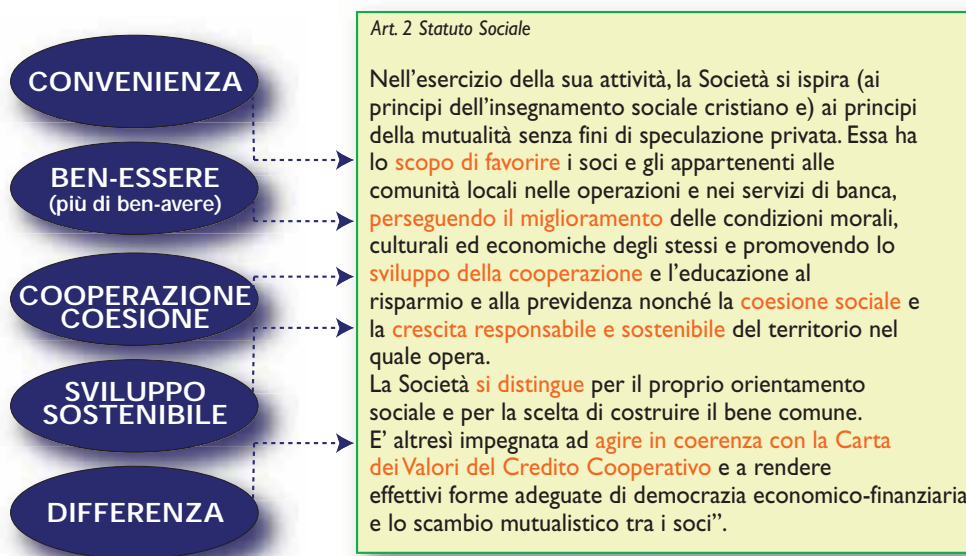 CONVENIENZA
BEN-ESSERE
(più di ben-avere)
COOPERAZIONE
COESIONE
SVILUPPO
SOSTENIBILE
DIFFERENZA
Art. 2 Statuto Sociale
Nell'esercizio della sua attività, la Società si ispira (ai
principi dell'insegnamento sociale cristiano e) ai principi
della mutualità senza fini di speculazione privata. Essa ha
lo scopo di favorire i soci e gli appartenenti alle
comunità locali nelle operazioni e nei servizi di banca,
perseguendo il miglioramento delle condizioni morali,
culturali ed economiche degli stessi e promovendo lo
sviluppo della cooperazione e l'educazione al
risparmio e alla previdenza nonché la coesione sociale e
la crescita responsabile e sostenibile del territorio nel
quale opera.
La Società si distingue per il proprio orientamento
sociale e per la scelta di costruire il bene comune.
E' altresì impegnata ad agire in coerenza con la Carta
dei Valori del Credito Cooperativo e a rendere
effettivi forme adeguate di democrazia economico-finanziaria
e lo scambio mutualistico tra i soci”.